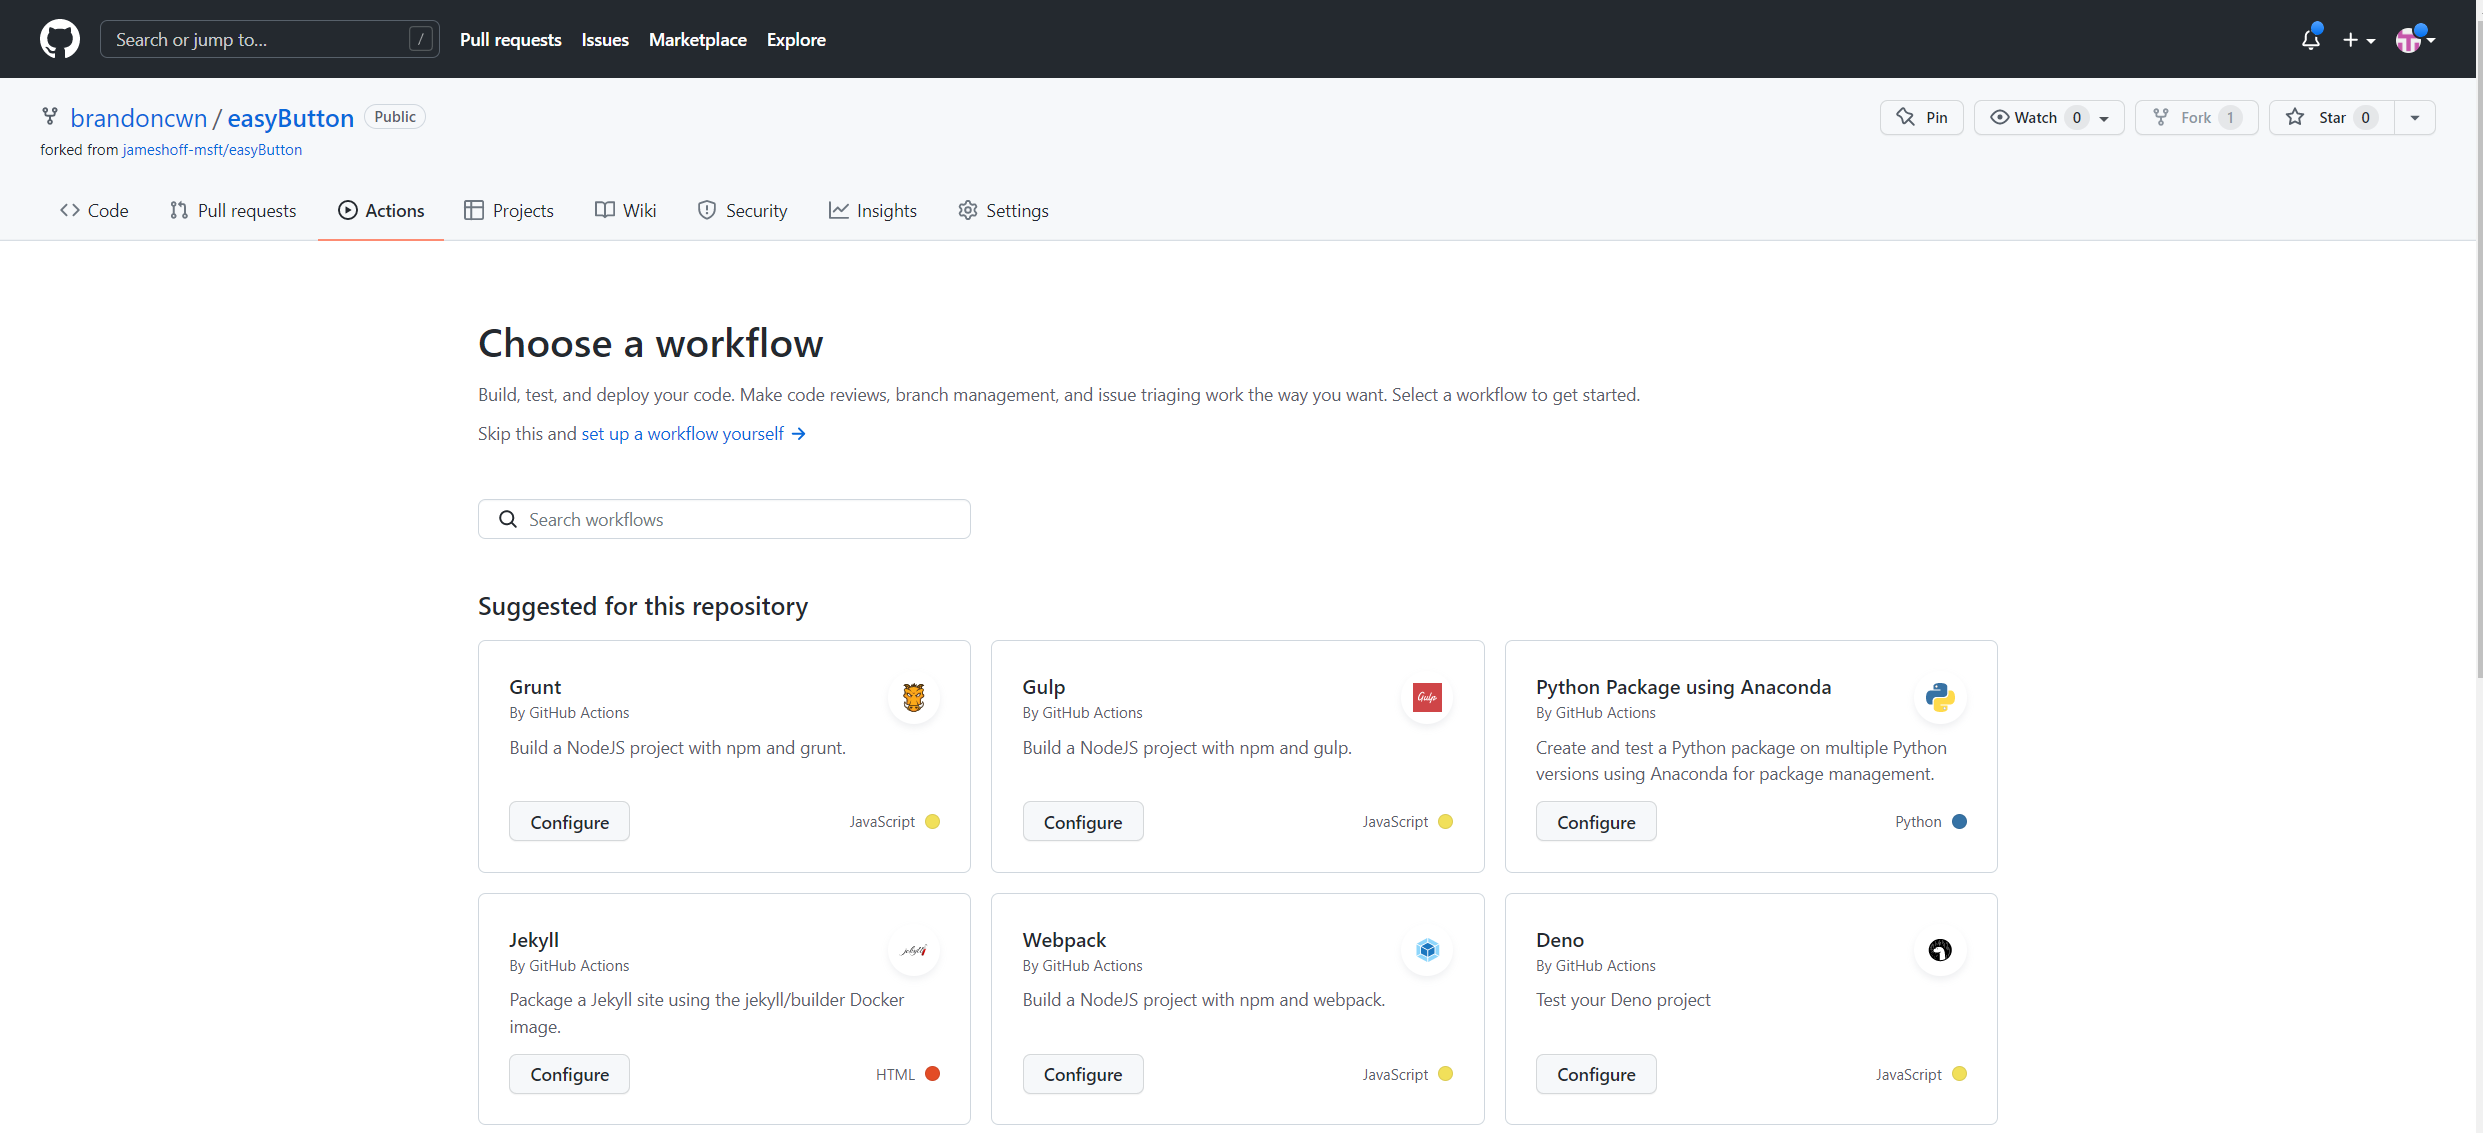 Search or jump to... /
Pull requests Issues Marketplace Explore
brandoncwn / easyButton Public
Pin Watch 0 Fork 1 Star 0
forked from jameshoff-msft/easyButton
Code Pull requests Actions Projects Wiki Security Insights Settings
Choose a workflow
Build, test, and deploy your code. Make code reviews, branch management, and issue triaging work the way you want. Select a workflow to get started.
Skip this and set up a workflow yourself →
Search workflows
Suggested for this repository
Grunt
By GitHub Actions
Build a NodeJS project with npm and grunt.
Configure JavaScript
Gulp
Gulp
By GitHub Actions
Build a NodeJS project with npm and gulp.
Configure JavaScript
Python Package using Anaconda
By GitHub Actions
Create and test a Python package on multiple Python
versions using Anaconda for package management.
Configure Python
Jekyll
jekyll
By GitHub Actions
Package a Jekyll site using the jekyll/builder Docker
image.
Configure HTML
Webpack
By GitHub Actions
Build a NodeJS project with npm and webpack.
Configure JavaScript
Deno
By GitHub Actions
Test your Deno project
Configure JavaScript